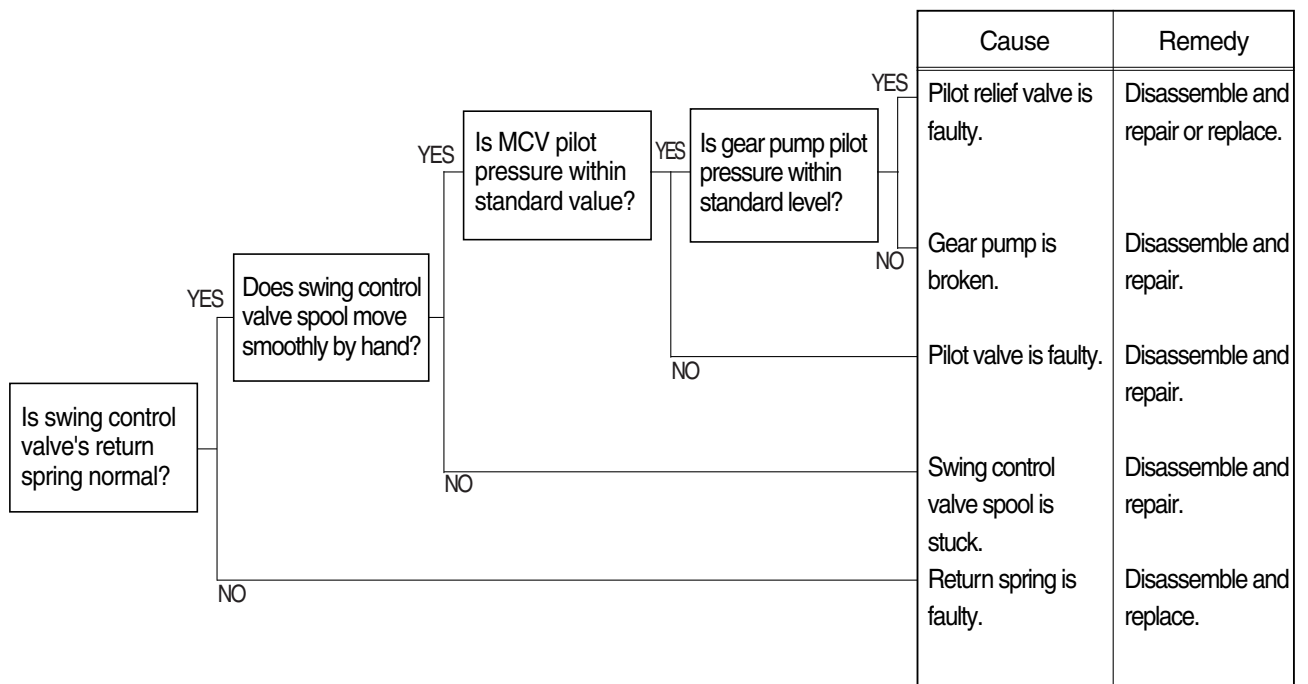 Cause
Remedy
YES
Pilot relief valve is
faulty.
Disassemble and
repair or replace.
YES
Is MCV pilot
pressure within
standard value?
YES
Is gear pump pilot
pressure within
standard level?
NO
Gear pump is
broken.
Disassemble and
repair.
YES
Does swing control
valve spool move
smoothly by hand?
NO
Pilot valve is faulty.
Disassemble and
repair.
Is swing control
valve's return
spring normal?
NO
Swing control
valve spool is
stuck.
Disassemble and
repair.
NO
Return spring is
faulty.
Disassemble and
replace.